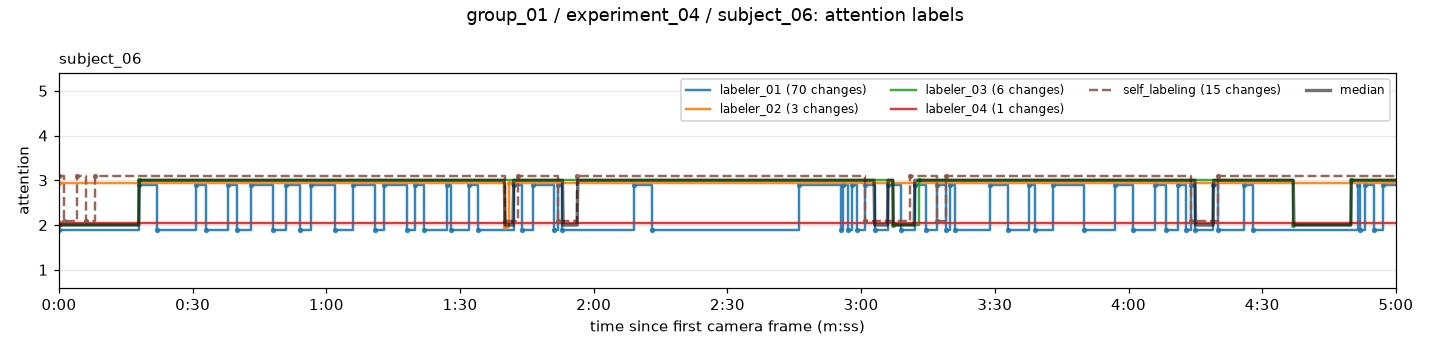 group_01 / experiment_04 / subject_06: attention labels
subject_06
labeler_01 (70 changes) labeler_03 (6 changes) self_labeling (15 changes) median
labeler_02 (3 changes) labeler_04 (1 changes)
attention
5
4
3
2
1
0:00 0:30 1:00 1:30 2:00 2:30 3:00 3:30 4:00 4:30 5:00
time since first camera frame (m:ss)